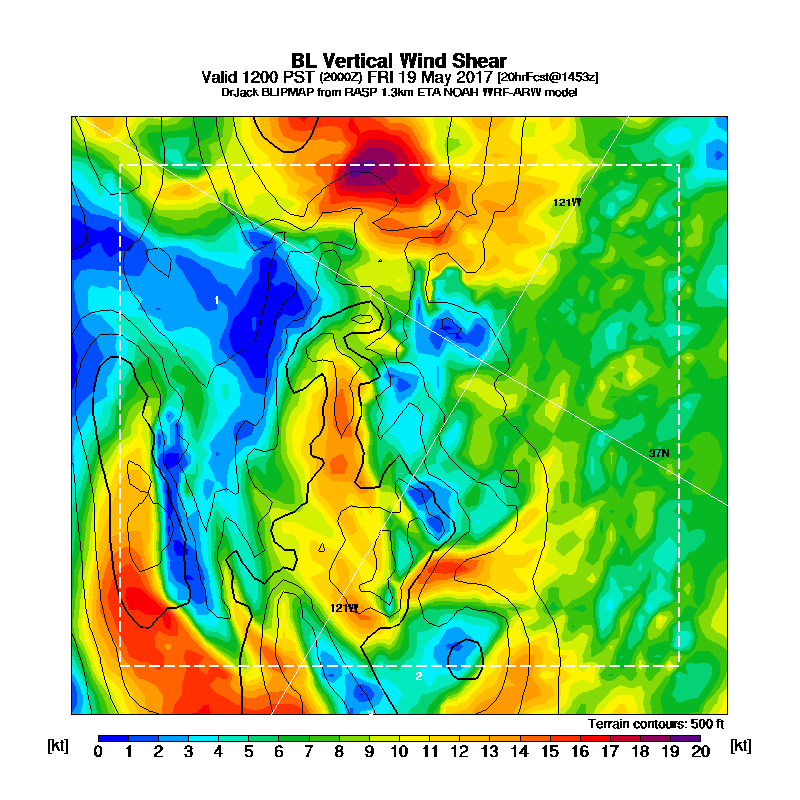 BL Vertical Wind Shear
Valid 1200 PST (2000Z) FRI 19 May 2017 [20hrFcst@1453z]
DrJack BLIPMAP from RASP 1.3km ETA NOAH WRF-ARW model
121W
1
37N
121W
2
Terrain contours: 500 ft
[kt] 0 1 2 3 4 5 6 7 8 9 10 11 12 13 14 15 16 17 18 19 20 [kt]